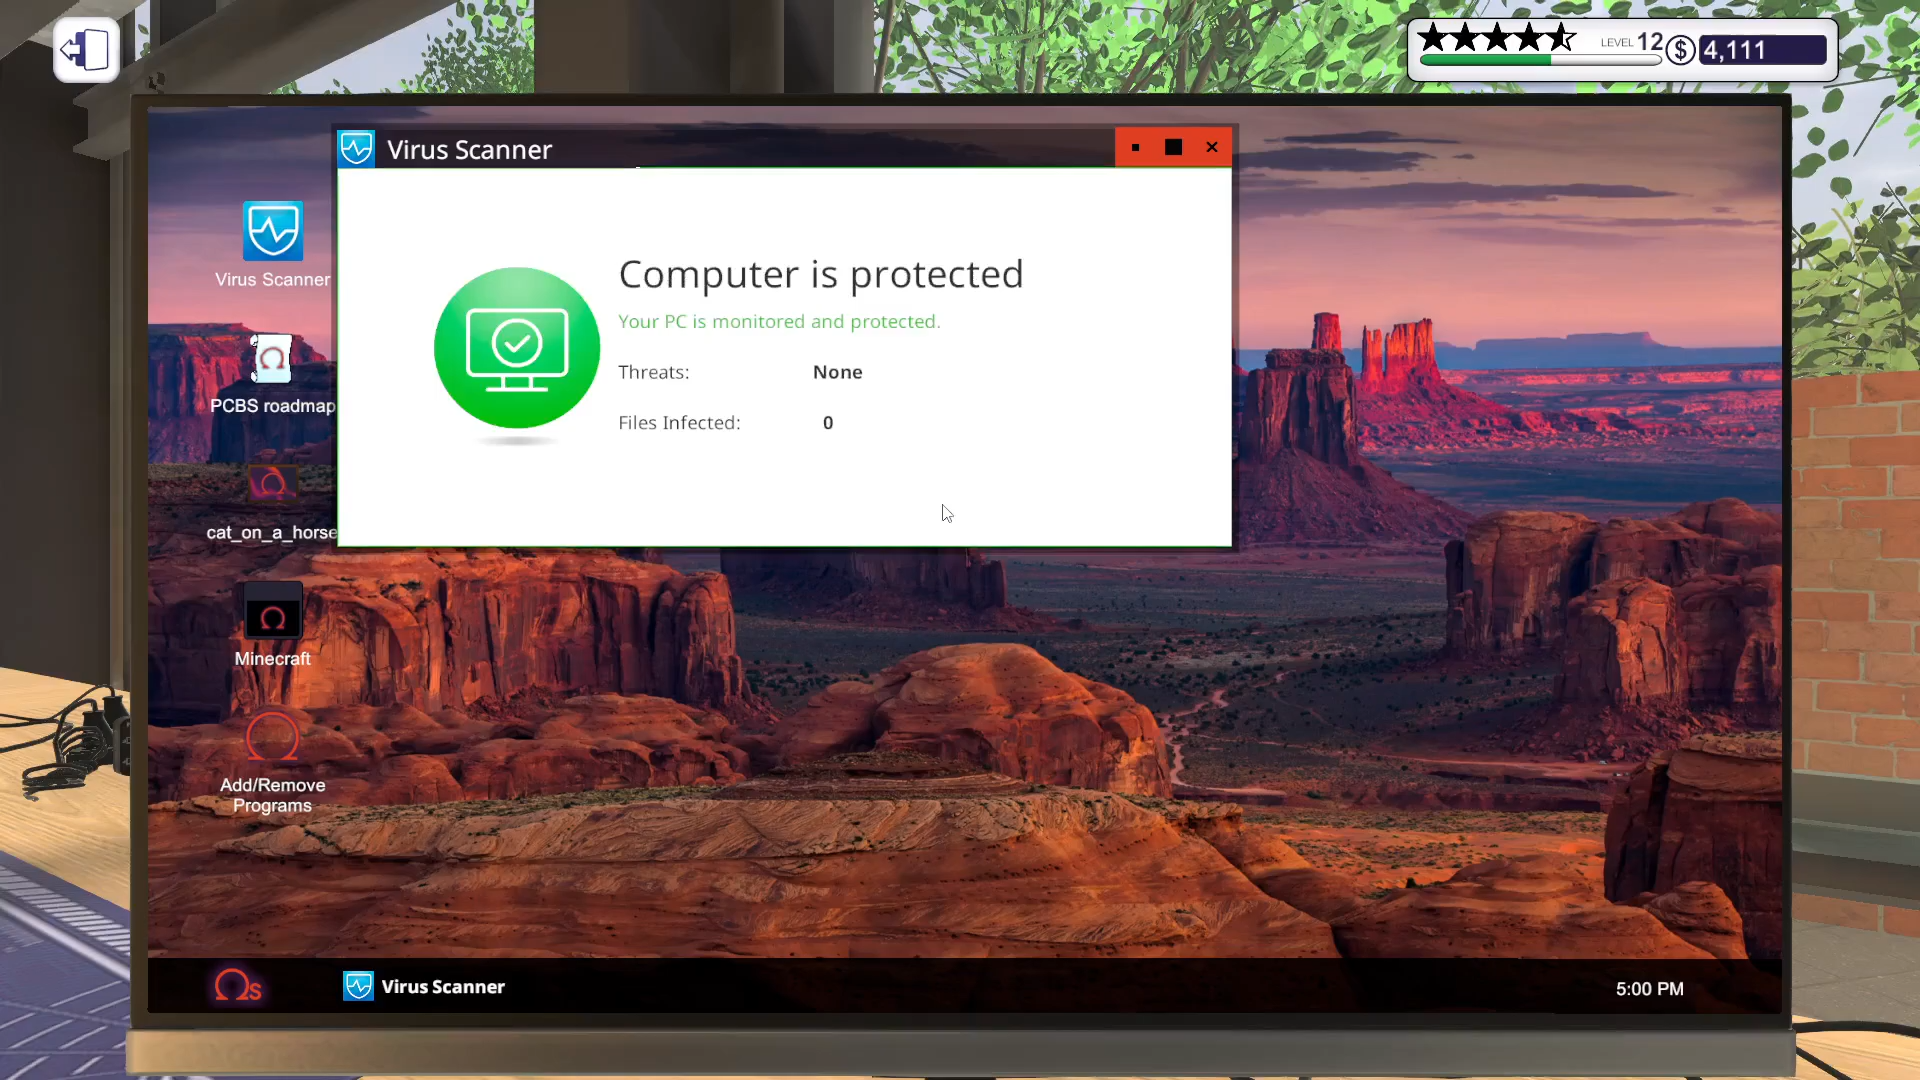 LEVEL 12
$ 4,111
Virus Scanner
Computer is protected
Your PC is monitored and protected.
Threats: None
Files Infected: 0
Virus Scanner
PCBS roadmap
cat_on_a_horse
Minecraft
Add/Remove
Programs
Ωs
Virus Scanner
5:00 PM